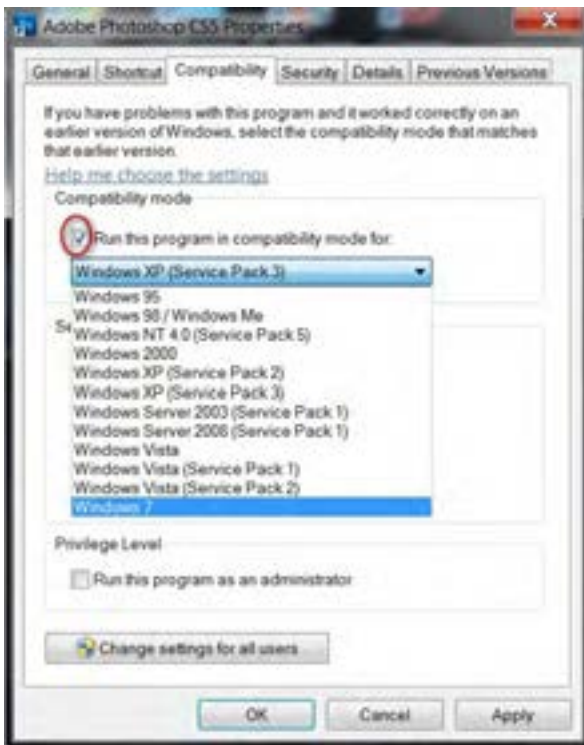 Adobe Photoshop CS5 Properties
General Shortcut Compatibility Security Details Previous Versions
If you have problems with this program and it worked correctly on an
earlier version of Windows, select the compatibility mode that matches
that earlier version.
Help me choose the settings
Compatibility mode
Run this program in compatibility mode for:
Windows XP (Service Pack 3)
Windows 95
Windows 98 / Windows Me
Se
Windows NT 4.0 (Service Pack 5)
Windows 2000
Windows XP (Service Pack 2)
Windows XP (Service Pack 3)
Windows Server 2003 (Service Pack 1)
Windows Server 2008 (Service Pack 1)
Windows Vista
Windows Vista (Service Pack 1)
Windows Vista (Service Pack 2)
Windows 7
Privilege Level
Run this program as an administrator
Change settings for all users
OK Cancel Apply